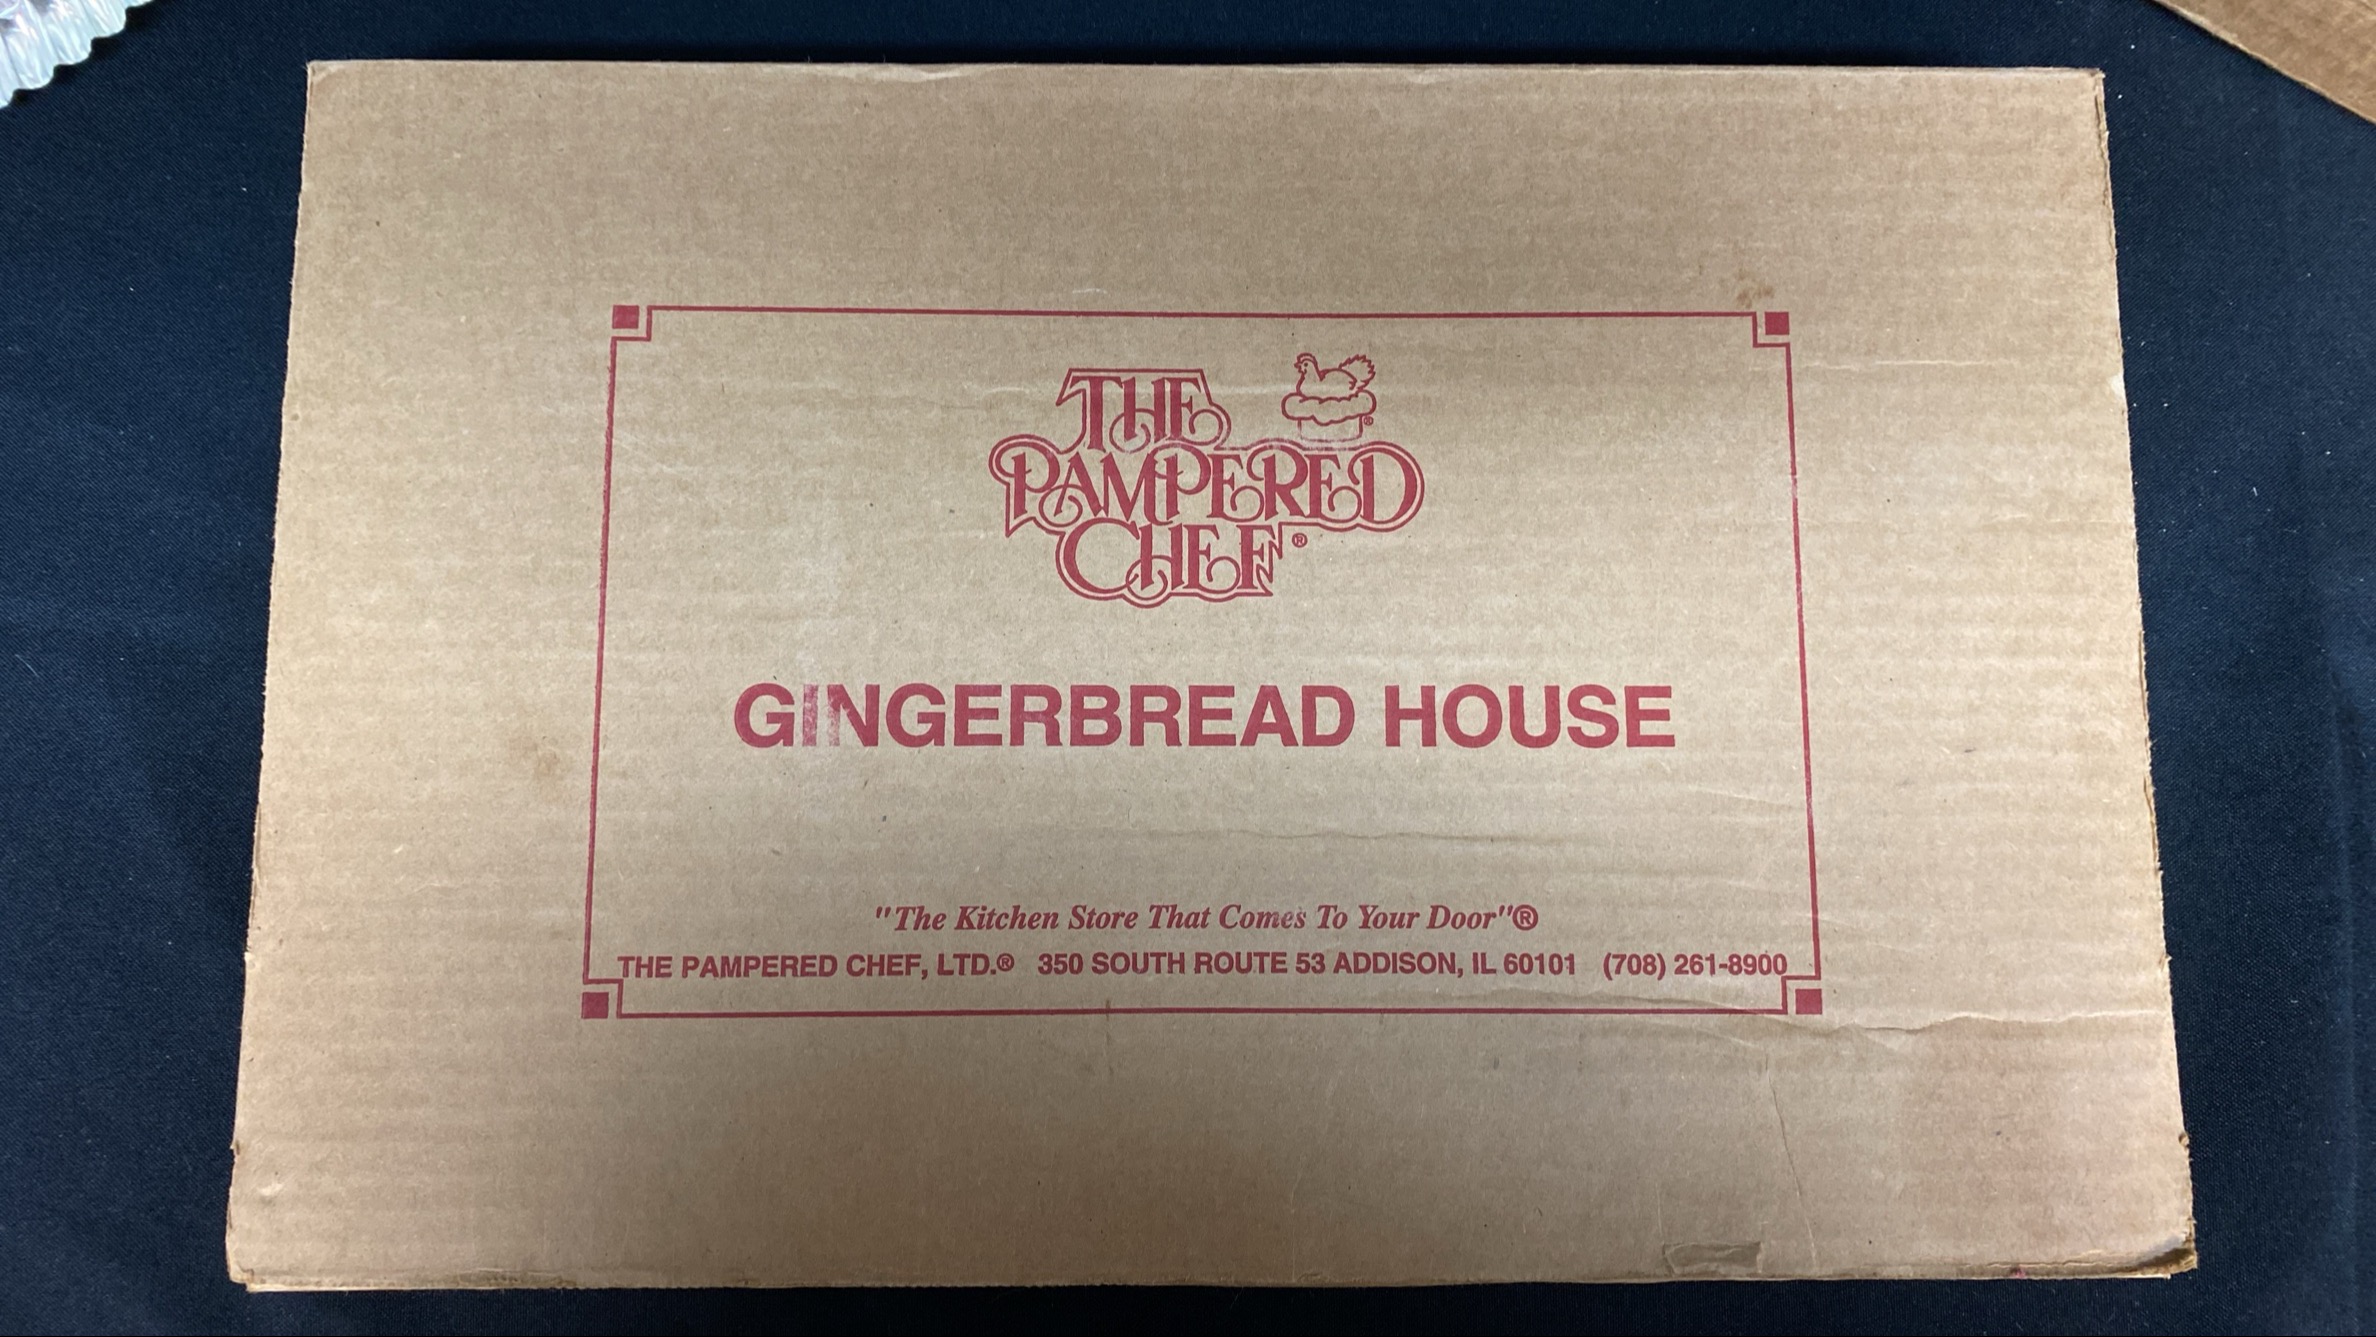 THE
PAMPERED
CHEF®
GINGERBREAD HOUSE
"The Kitchen Store That Comes To Your Door"®
THE PAMPERED CHEF, LTD.® 350 SOUTH ROUTE 53 ADDISON, IL 60101 (708) 261-8900